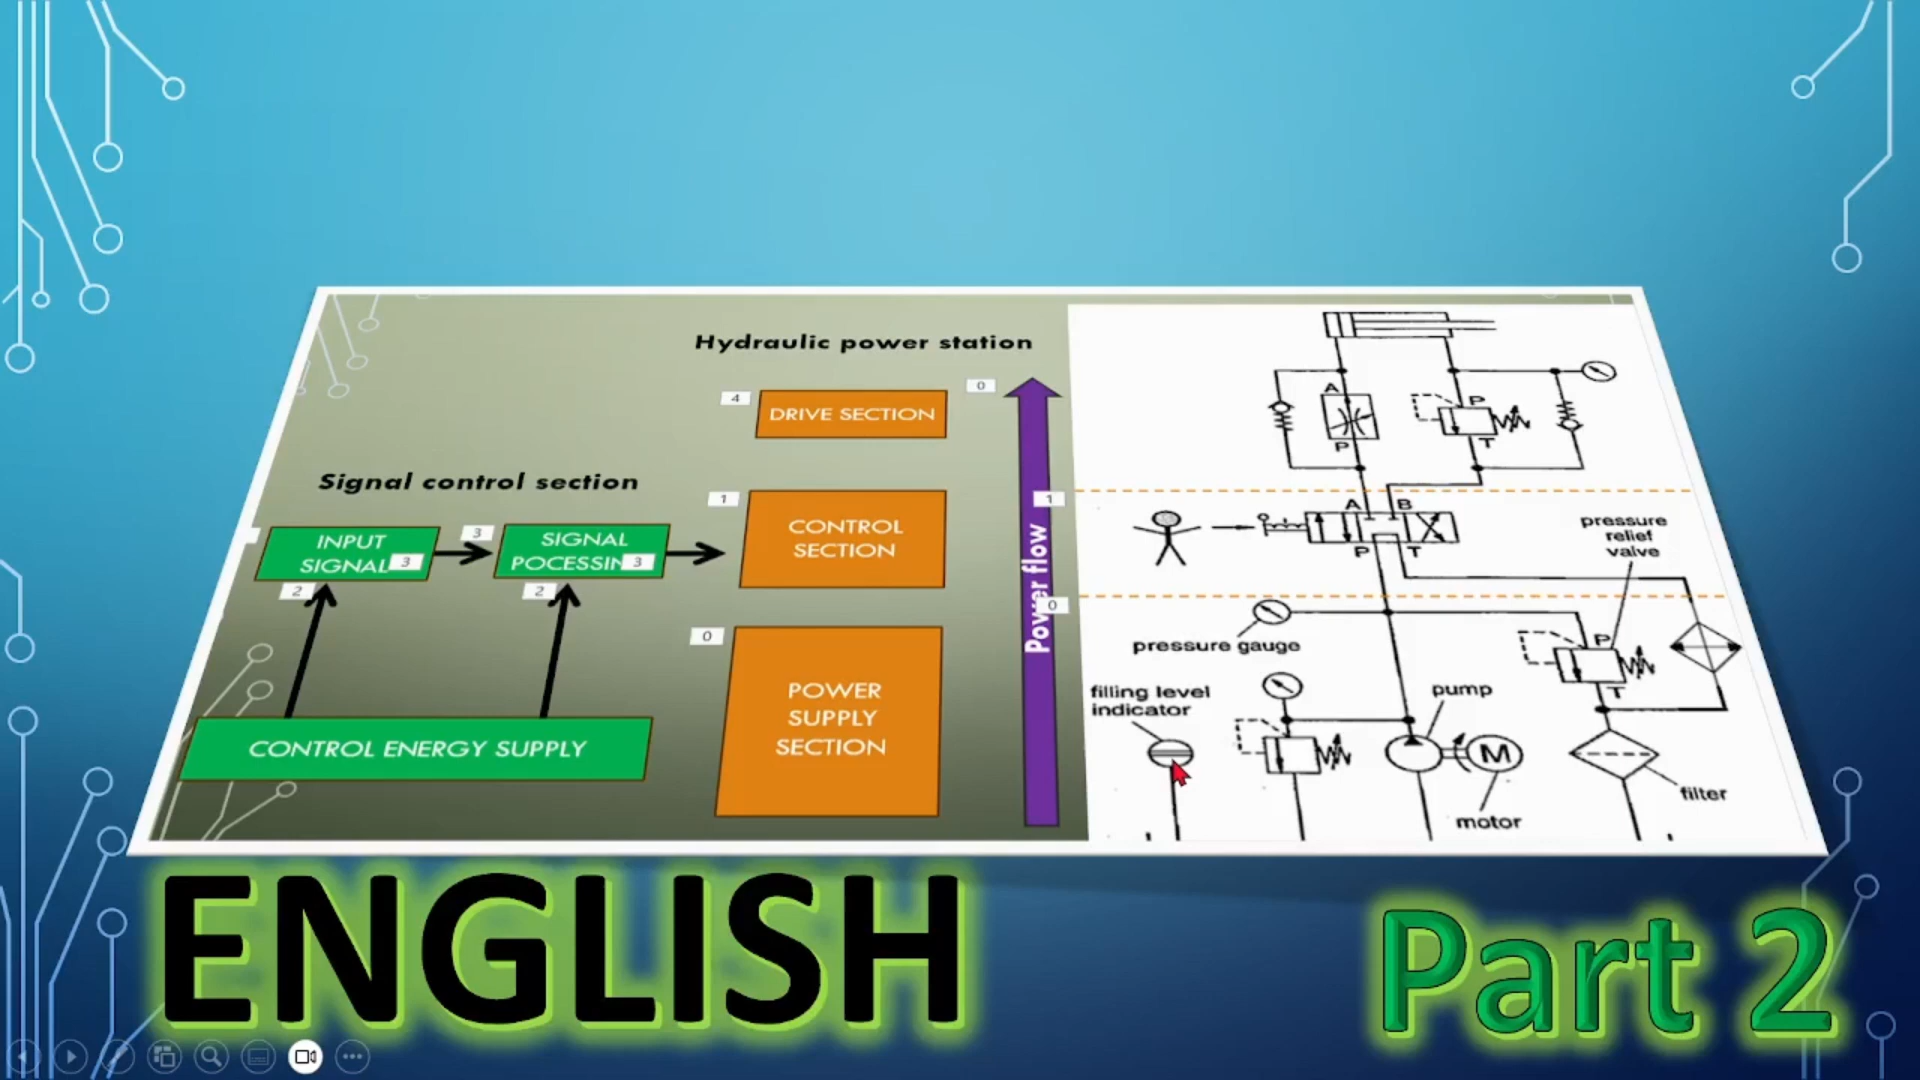 Hydraulic power station
4
0
DRIVE SECTION
Signal control section
1
1
CONTROL
SECTION
3
INPUT
SIGNAL
3
SIGNAL
POCESSIN
3
2
2
0
0
Power flow
POWER
SUPPLY
SECTION
CONTROL ENERGY SUPPLY
A
P
P
T
A
B
P
T
pressure
relief
valve
pressure gauge
P
T
filling level
indicator
pump
M
filter
motor
ENGLISH
Part 2